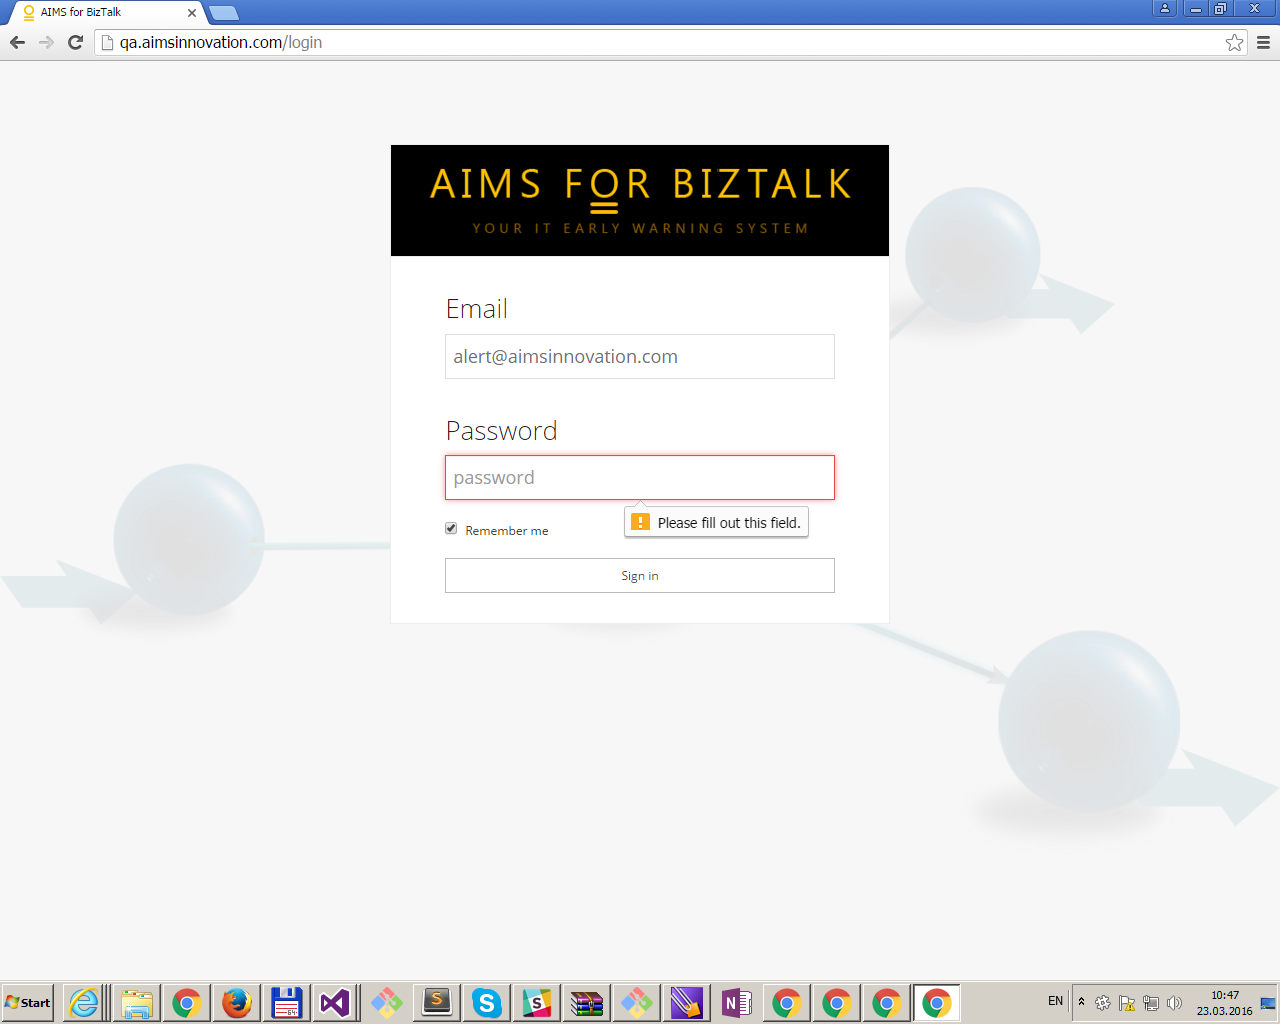 AIMS for BizTalk
qa.aimsinnovation.com/login
AIMS FOR BIZTALK
YOUR IT EARLY WARNING SYSTEM
Email
alert@aimsinnovation.com
Password
password
Please fill out this field.
Remember me
Sign in
Start
64
EN
10:47
23.03.2016